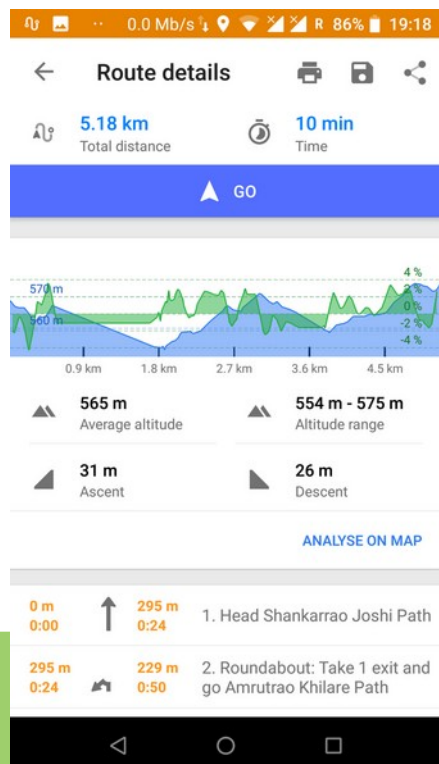 0.0 Mb/s R 86% 19:18
Route details
5.18 km
Total distance
10 min
Time
GO
4 %
570 m
2 %
0 %
560 m
-2 %
-4 %
0.9 km 1.8 km 2.7 km 3.6 km 4.5 km
565 m
Average altitude
554 m - 575 m
Altitude range
31 m
Ascent
26 m
Descent
ANALYSE ON MAP
0 m
0:00
295 m
0:24
1. Head Shankarrao Joshi Path
295 m
0:24
229 m
0:50
2. Roundabout: Take 1 exit and
go Amrutrao Khilare Path